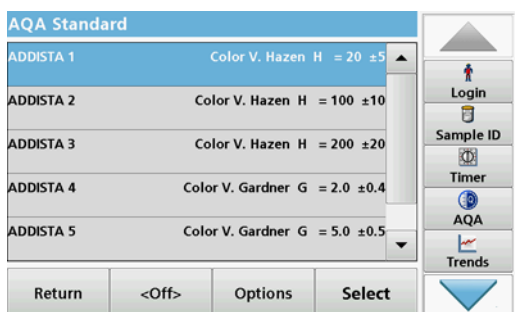 AQA Standard
ADDISTA 1 Color V. Hazen H = 20 ±5
ADDISTA 2 Color V. Hazen H = 100 ±10
ADDISTA 3 Color V. Hazen H = 200 ±20
ADDISTA 4 Color V. Gardner G = 2.0 ±0.4
ADDISTA 5 Color V. Gardner G = 5.0 ±0.5
Return <Off> Options Select
Login
Sample ID
Timer
AQA
Trends